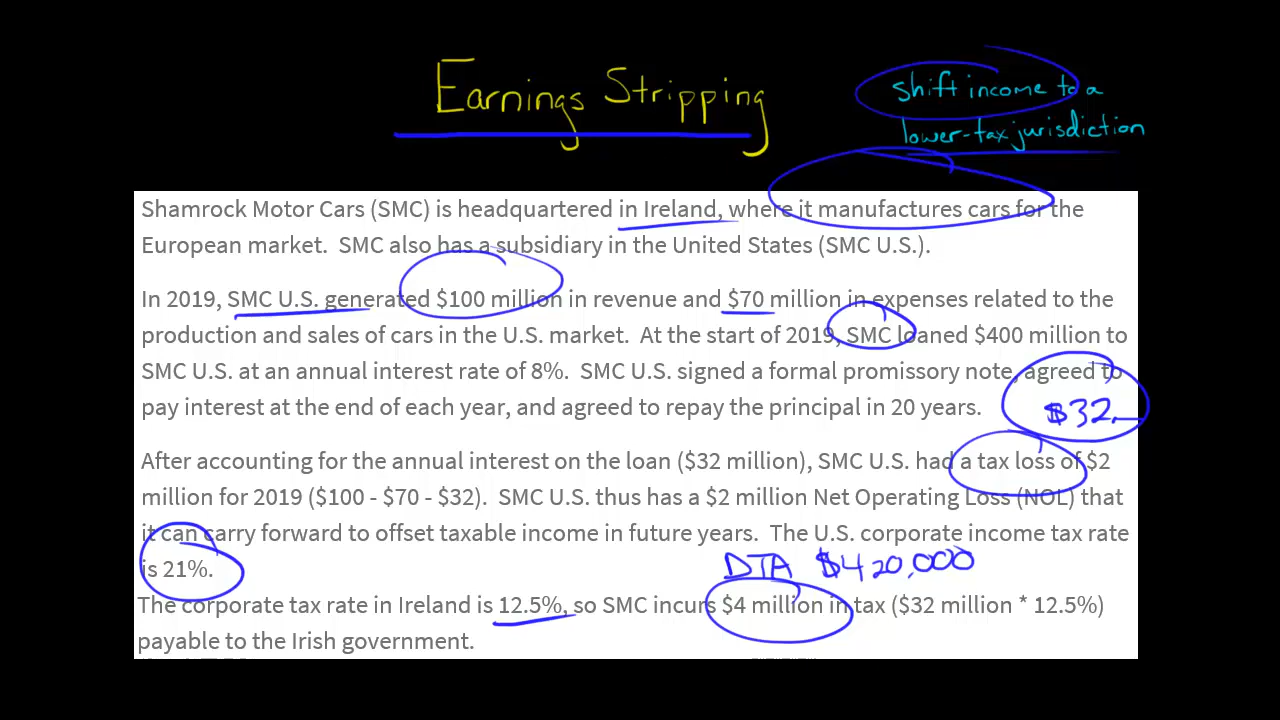 Earnings Stripping
shift income to a
lower-tax jurisdiction
Shamrock Motor Cars (SMC) is headquartered in Ireland, where it manufactures cars for the
European market. SMC also has a subsidiary in the United States (SMC U.S.).
In 2019, SMC U.S. generated $100 million in revenue and $70 million in expenses related to the
production and sales of cars in the U.S. market. At the start of 2019, SMC loaned $400 million to
SMC U.S. at an annual interest rate of 8%. SMC U.S. signed a formal promissory note, agreed to
pay interest at the end of each year, and agreed to repay the principal in 20 years.
$32
After accounting for the annual interest on the loan ($32 million), SMC U.S. had a tax loss of $2
million for 2019 ($100 - $70 - $32). SMC U.S. thus has a $2 million Net Operating Loss (NOL) that
it can carry forward to offset taxable income in future years. The U.S. corporate income tax rate
is 21%.
DTA $420,000
The corporate tax rate in Ireland is 12.5%, so SMC incurs $4 million in tax ($32 million * 12.5%)
payable to the Irish government.